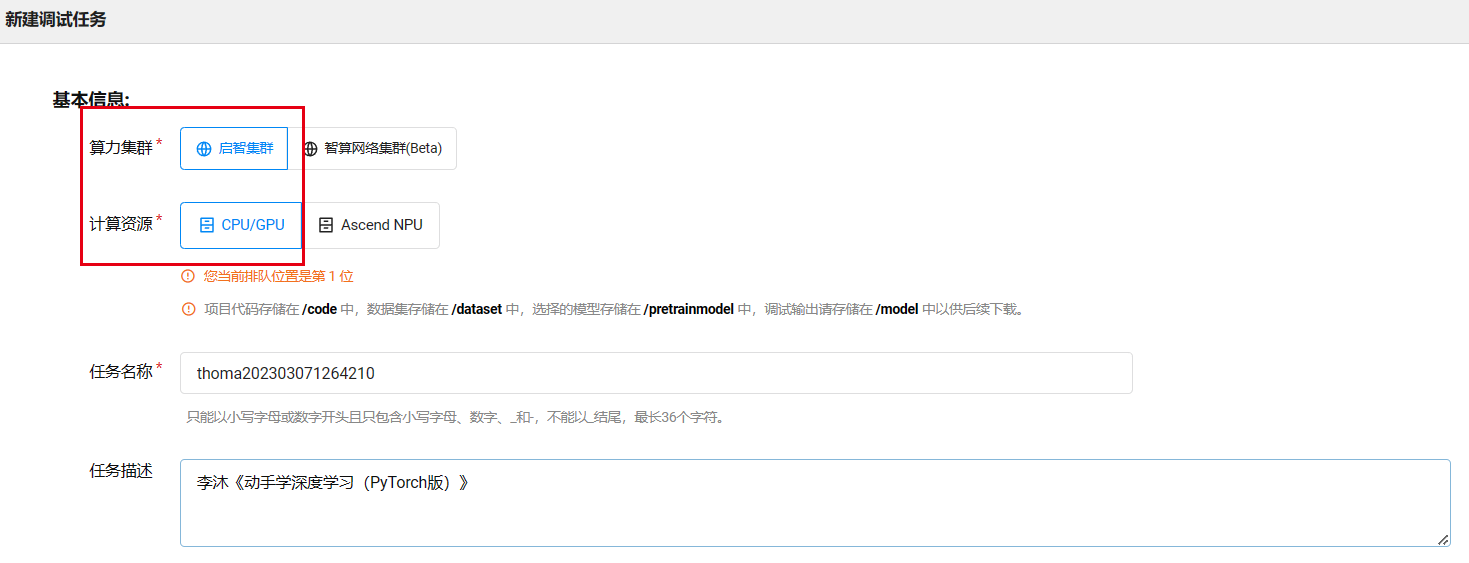 新建调试任务
基本信息:
算力集群* 启智集群 智算网络集群(Beta)
计算资源* CPU/GPU Ascend NPU
您当前排队位置是第 1 位
项目代码存储在 /code 中，数据集存储在 /dataset 中，选择的模型存储在 /pretrainmodel 中，调试输出请存储在 /model 中以供后续下载。
任务名称* thoma202303071264210
只能以小写字母或数字开头且只包含小写字母、数字、_和-，不能以_结尾，最长36个字符。
任务描述 李沐《动手学深度学习（PyTorch版）》